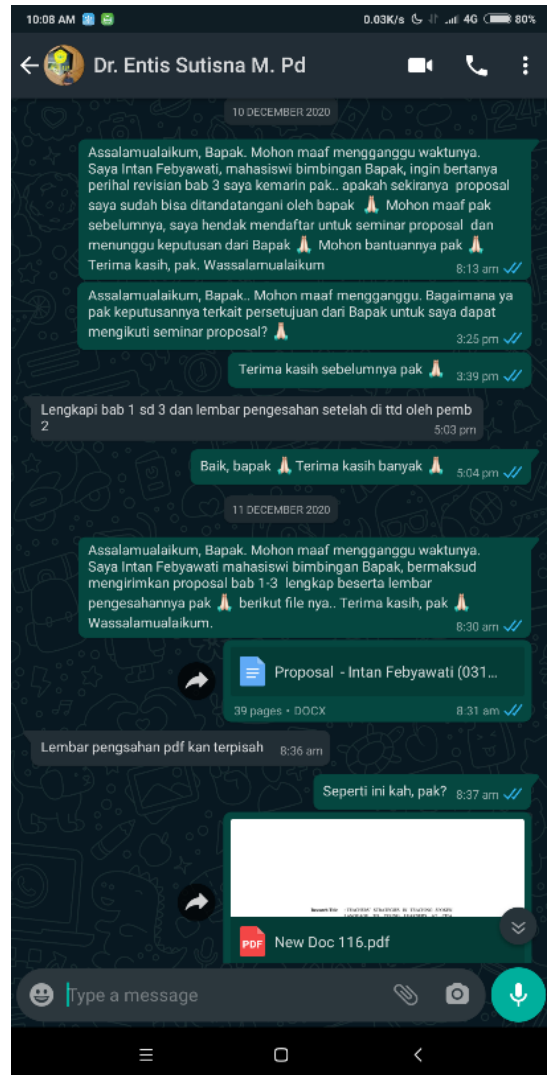 10:08 AM
0.03K/s 4G 80%
Dr. Entis Sutisna M. Pd
10 DECEMBER 2020
Assalamualaikum, Bapak. Mohon maaf mengganggu waktunya.
Saya Intan Febyawati, mahasiswi bimbingan Bapak, ingin bertanya
perihal revisian bab 3 saya kemarin pak.. apakah sekiranya proposal
saya sudah bisa ditandatangani oleh bapak 🙏🏻 Mohon maaf pak
sebelumnya, saya hendak mendaftar untuk seminar proposal dan
menunggu keputusan dari Bapak 🙏🏻 Mohon bantuannya pak 🙏🏻
Terima kasih, pak. Wassalamualaikum
8:13 am
Assalamualaikum, Bapak.. Mohon maaf mengganggu. Bagaimana ya
pak keputusannya terkait persetujuan dari Bapak untuk saya dapat
mengikuti seminar proposal? 🙏🏻
3:25 pm
Terima kasih sebelumnya pak 🙏🏻 3:39 pm
Lengkapi bab 1 sd 3 dan lembar pengesahan setelah di ttd oleh pemb
2
5:03 pm
Baik, bapak 🙏🏻 Terima kasih banyak 🙏🏻 5:04 pm
11 DECEMBER 2020
Assalamualaikum, Bapak. Mohon maaf mengganggu waktunya.
Saya Intan Febyawati mahasiswi bimbingan Bapak, bermaksud
mengirimkan proposal bab 1-3 lengkap beserta lembar
pengesahannya pak 🙏🏻 berikut file nya.. Terima kasih, pak 🙏🏻
Wassalamualaikum.
8:30 am
Proposal - Intan Febyawati (031...
39 pages • DOCX 8:31 am
Lembar pengsahan pdf kan terpisah 8:36 am
Seperti ini kah, pak? 8:37 am
Research Title : TEACHERS' STRATEGIES IN TEACHING
PDF New Doc 116.pdf
Type a message